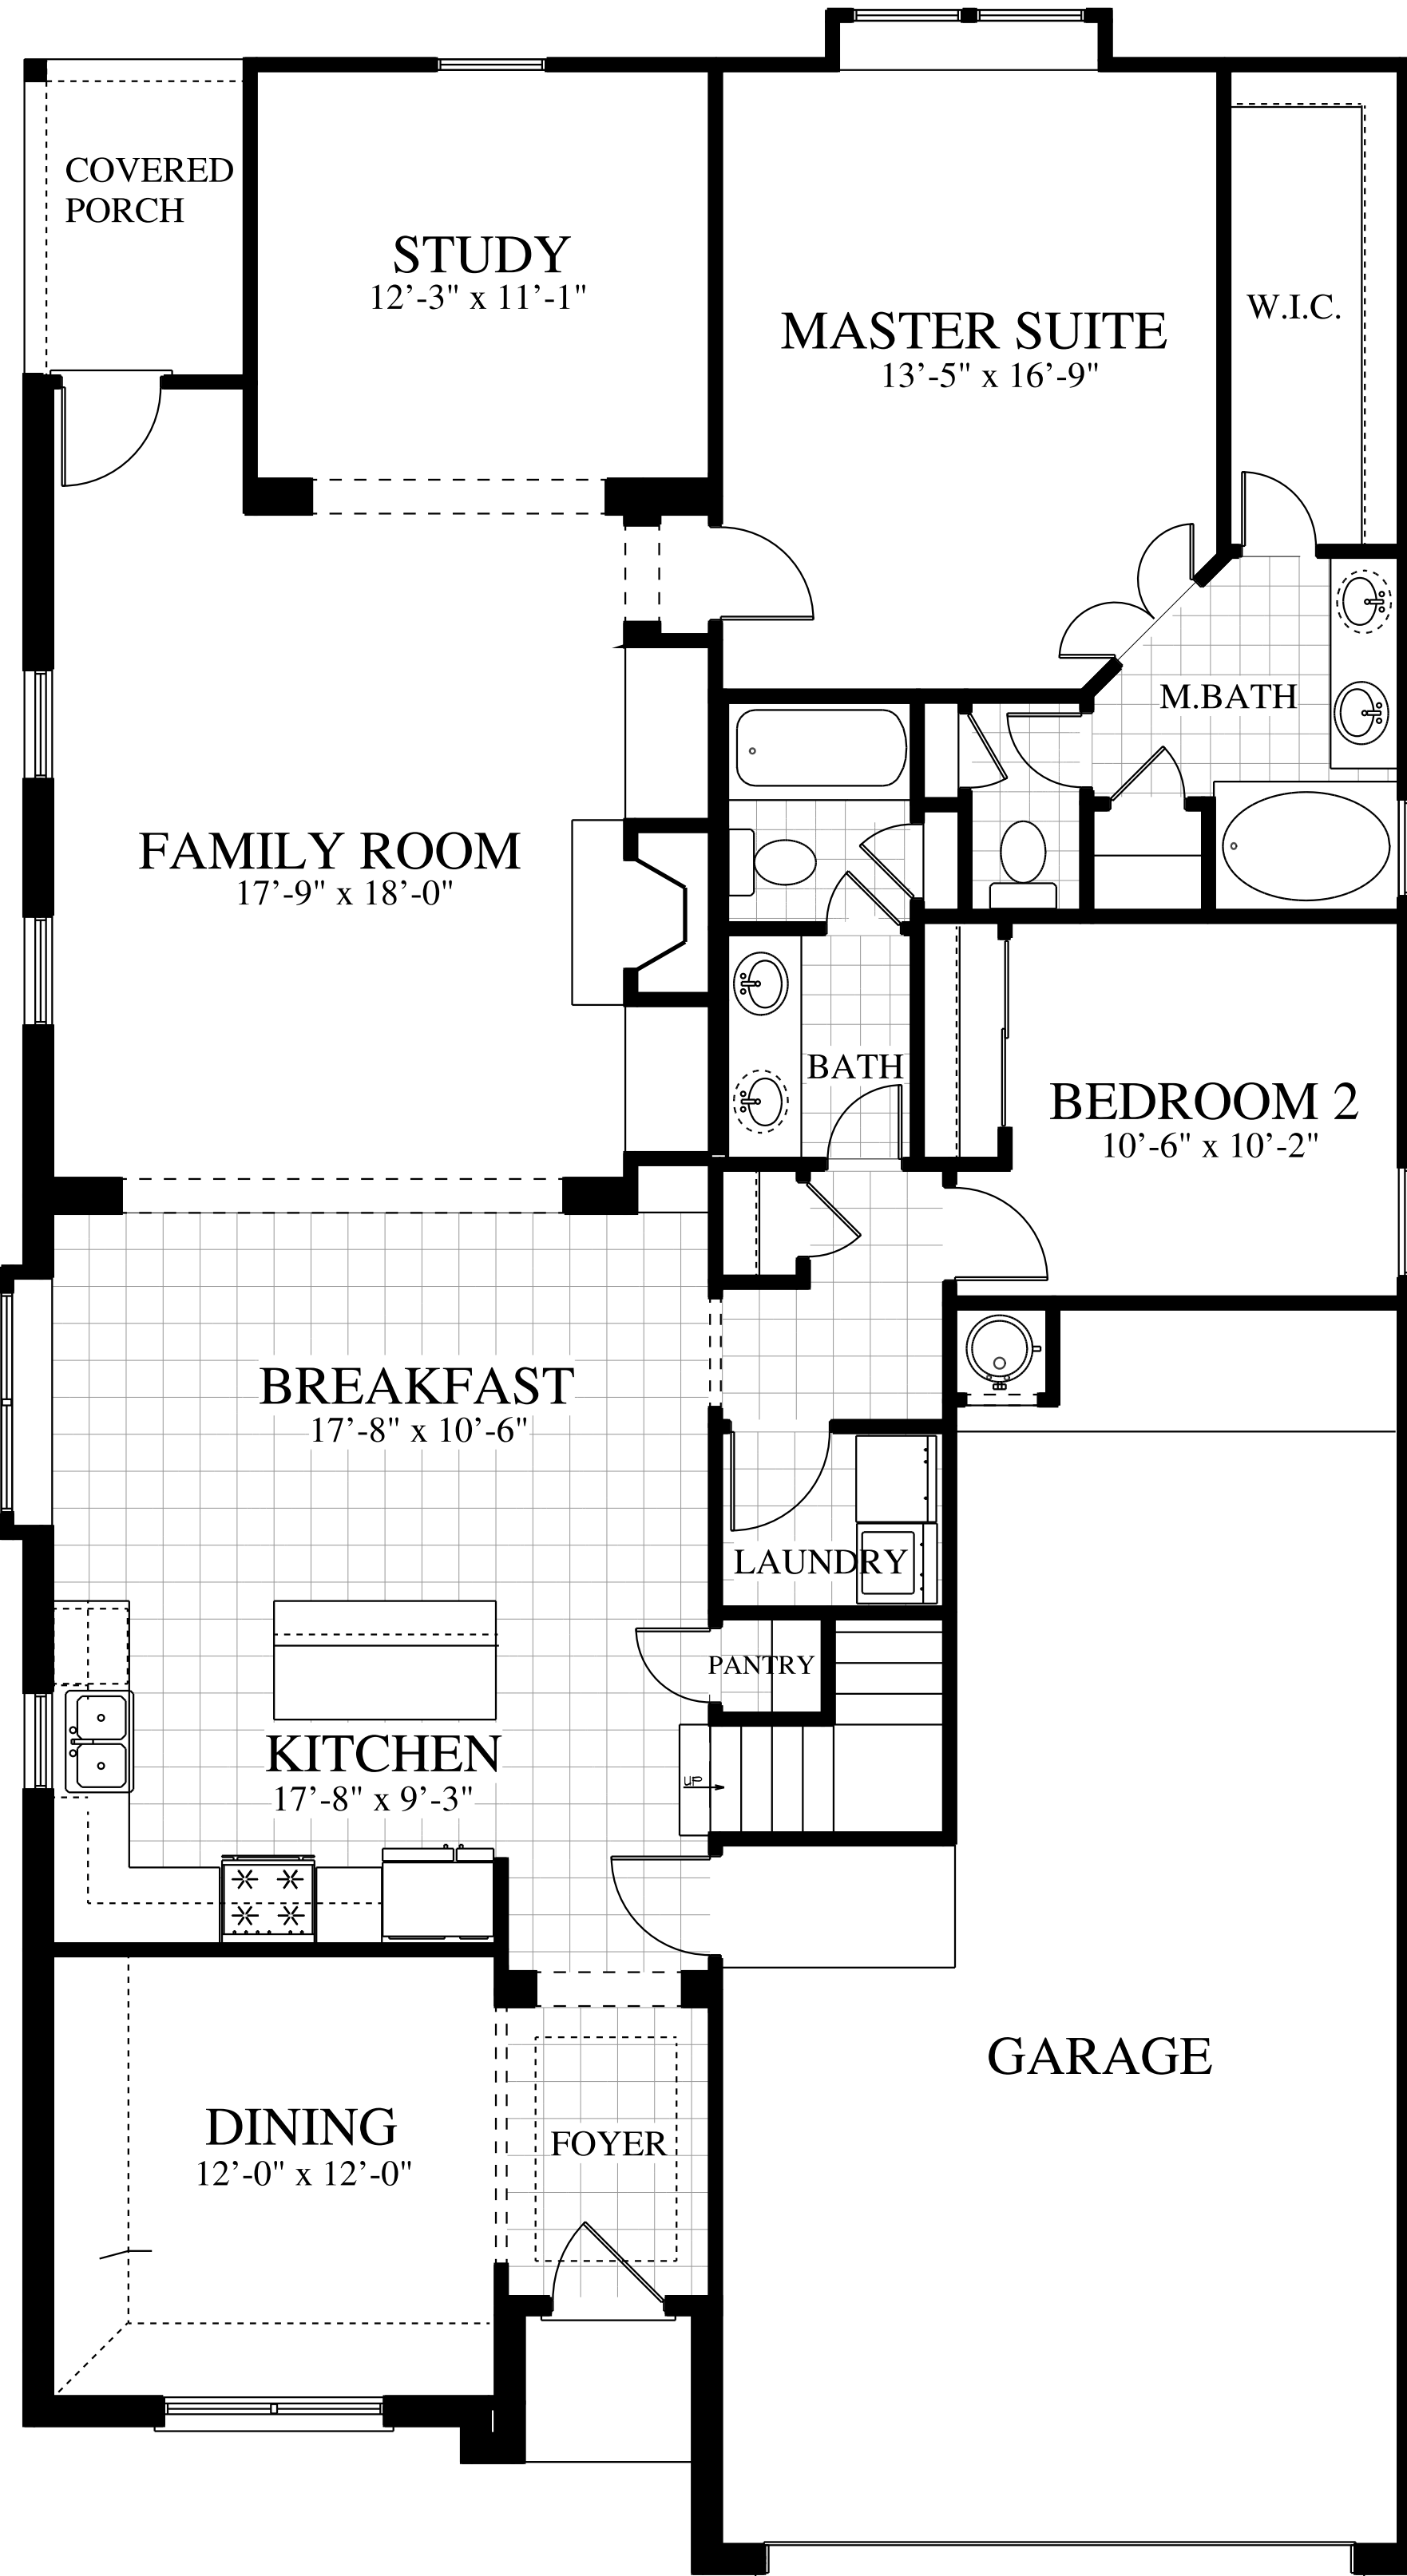 COVERED
PORCH
STUDY
12'-3" x 11'-1"
MASTER SUITE
13'-5" x 16'-9"
W.I.C.
M.BATH
FAMILY ROOM
17'-9" x 18'-0"
BATH
BEDROOM 2
10'-6" x 10'-2"
BREAKFAST
17'-8" x 10'-6"
LAUNDRY
PANTRY
KITCHEN
17'-8" x 9'-3"
UP
GARAGE
DINING
12'-0" x 12'-0"
FOYER